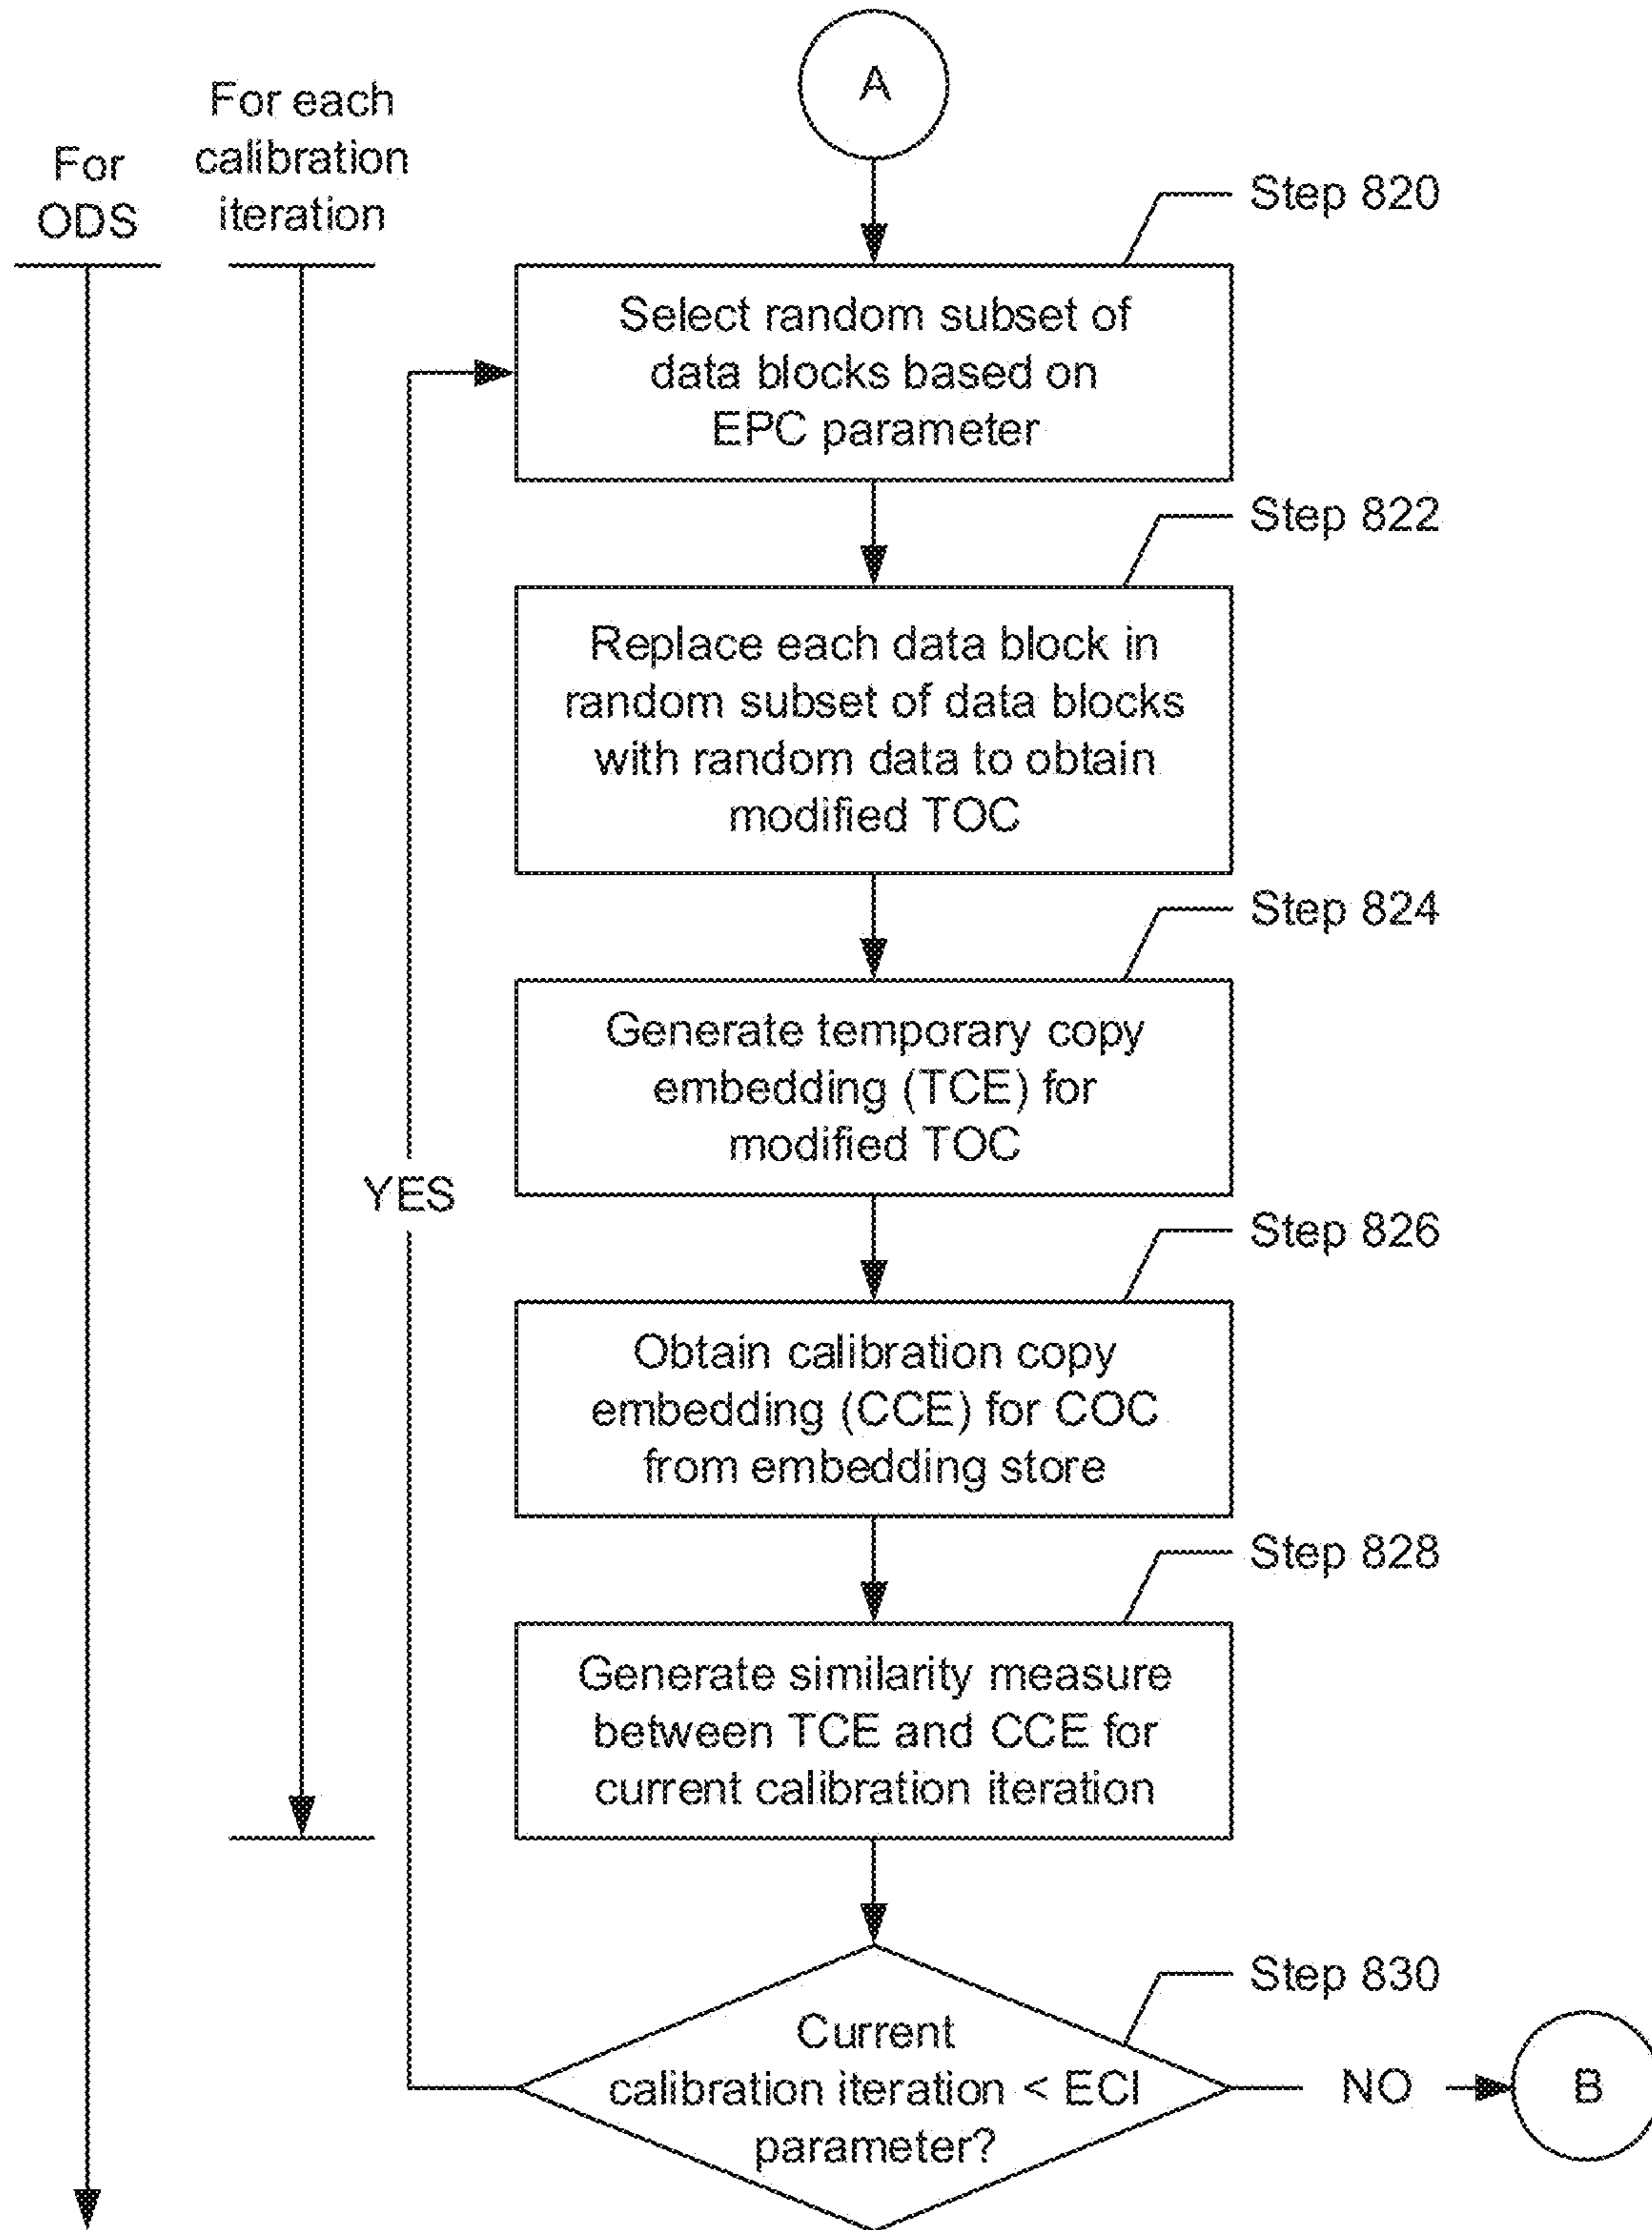 For
ODS
For each
calibration
iteration
A
Step 820
Select random subset of
data blocks based on
EPC parameter
Step 822
Replace each data block in
random subset of data blocks
with random data to obtain
modified TOC
Step 824
Generate temporary copy
embedding (TCE) for
modified TOC
YES
Step 826
Obtain calibration copy
embedding (CCE) for COC
from embedding store
Step 828
Generate similarity measure
between TCE and CCE for
current calibration iteration
Step 830
Current
calibration iteration < ECI
parameter?
NO
B